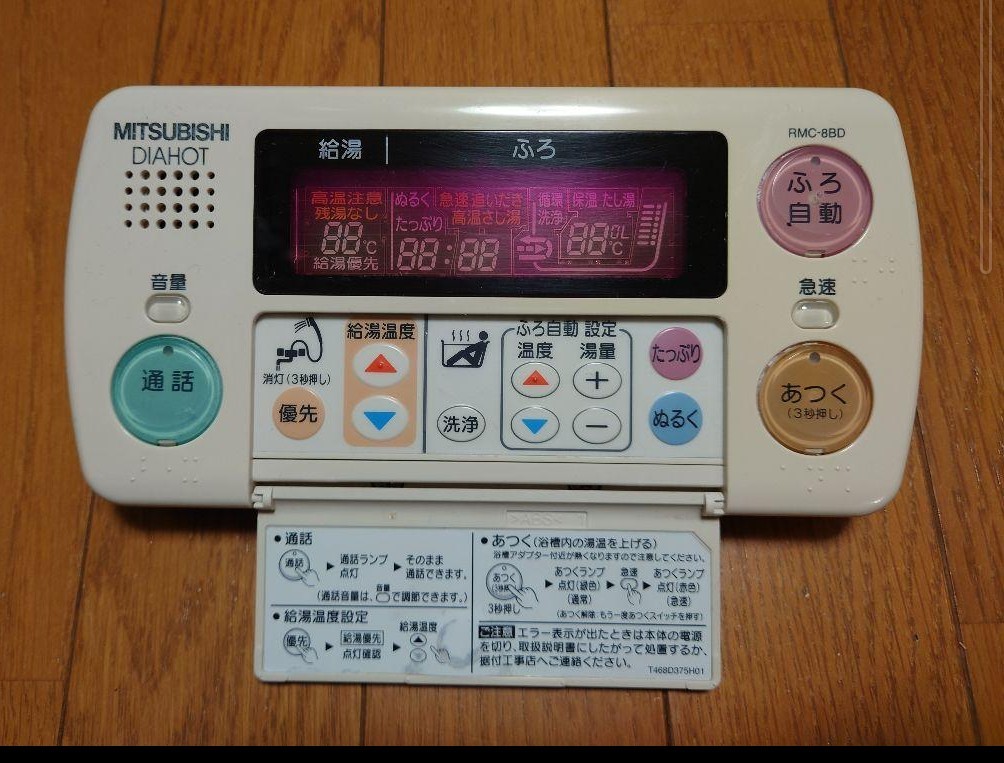 MITSUBISHI
DIAHOT
RMC-8BD
給湯 ふろ
高温注意
残湯なし
88℃
給湯優先
ぬるく
たっぷり
急速 追いだき
高温さし湯
88:88
循環
洗浄
保温 たし湯
88
0L
℃
ふろ
自動
音量
通話
急速
あつく
(3秒押し)
給湯温度
消灯(3秒押し)
優先
洗浄
ふろ自動 設定
温度 湯量
+
−
たっぷり
ぬるく
>ABS<
•通話
通話
通話ランプ
点灯
そのまま
通話できます。
音量
(通話音量は、で調節できます。)
•給湯温度設定
優先
給湯優先
点灯確認
給湯温度
•あつく(浴槽内の湯温を上げる)
浴槽アダプター付近が熱くなりますので注意してください。
あつく
3秒押し
あつくランプ
点灯(緑色)
(通常)
急速
あつくランプ
点灯(赤色)
(急速)
(あつく解除:もう一度あつくスイッチを押す)
ご注意 エラー表示が出たときは本体の電源
を切り、取扱説明書にしたがって処置するか、
据付工事店へご連絡ください。
T468D375H01